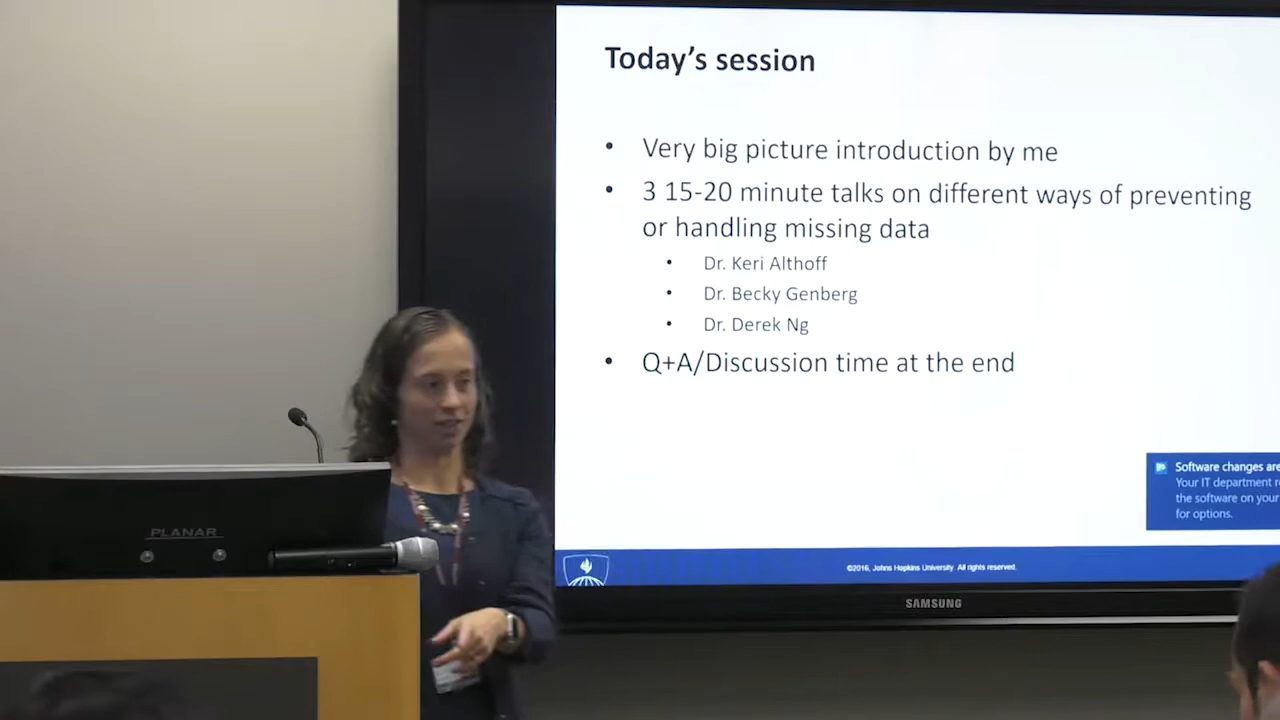 Today's session
• Very big picture introduction by me
• 3 15-20 minute talks on different ways of preventing
or handling missing data
• Dr. Keri Althoff
• Dr. Becky Genberg
• Dr. Derek Ng
• Q+A/Discussion time at the end
Software changes are
Your IT department r
the software on your
for options.
©2016, Johns Hopkins University. All rights reserved.
SAMSUNG
PLANAR